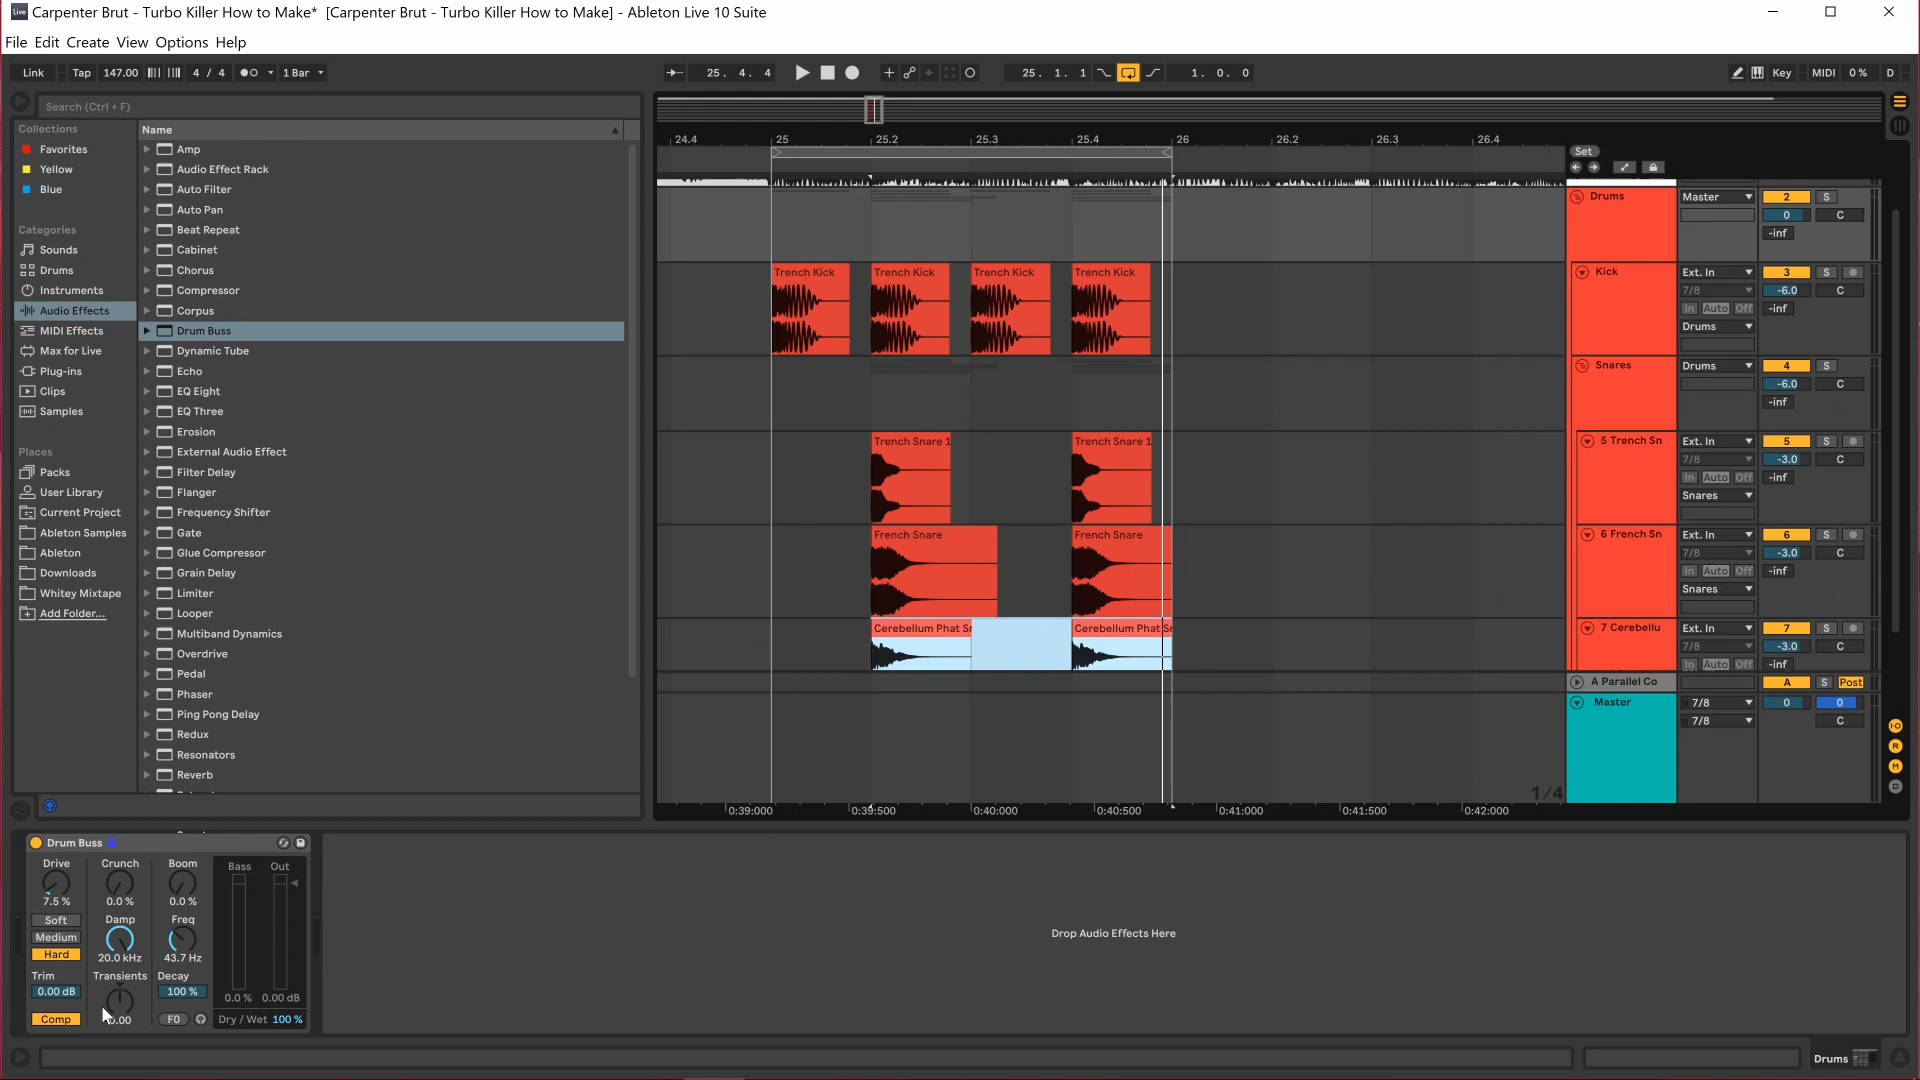 Carpenter Brut - Turbo Killer How to Make*  [Carpenter Brut - Turbo Killer How to Make] - Ableton Live 10 Suite
File Edit Create View Options Help
Link Tap 147.00 4 / 4 1 Bar 25. 4. 4 25. 1. 1 1. 0. 0 Key MIDI 0% D
Search (Ctrl + F)
Collections
Favorites
Yellow
Blue
Categories
Sounds
Drums
Instruments
Audio Effects
MIDI Effects
Max for Live
Plug-ins
Clips
Samples
Places
Packs
User Library
Current Project
Ableton Samples
Ableton
Downloads
Whitey Mixtape
Add Folder...
Name
Amp
Audio Effect Rack
Auto Filter
Auto Pan
Beat Repeat
Cabinet
Chorus
Compressor
Corpus
Drum Buss
Dynamic Tube
Echo
EQ Eight
EQ Three
Erosion
External Audio Effect
Filter Delay
Flanger
Frequency Shifter
Gate
Glue Compressor
Grain Delay
Limiter
Looper
Multiband Dynamics
Overdrive
Pedal
Phaser
Ping Pong Delay
Redux
Resonators
Reverb
24.4 25 25.2 25.3 25.4 26 26.2 26.3 26.4
Set
Drums Master 2 S
0 C
-inf
Trench Kick Trench Kick Trench Kick Trench Kick Kick Ext. In 3 S
7/8 -6.0 C
In Auto Off -inf
Drums
Snares Drums 4 S
-6.0 C
-inf
Trench Snare 1 Trench Snare 1 5 Trench Sn Ext. In 5 S
7/8 -3.0 C
In Auto Off -inf
Snares
French Snare French Snare 6 French Sn Ext. In 6 S
7/8 -3.0 C
In Auto Off -inf
Snares
Cerebellum Phat Sr Cerebellum Phat Sr 7 Cerebellu Ext. In 7 S
7/8 -3.0 C
In Auto Off -inf
A Parallel Co A S Post
Master 7/8 0 0
7/8 C
1/4
0:39:000 0:39:500 0:40:000 0:40:500 0:41:000 0:41:500 0:42:000
I·O
R
M
D
Drum Buss
Drive Crunch Boom Bass Out
7.5 % 0.0 % 0.0 %
Soft Damp Freq
Medium
Hard 20.0 kHz 43.7 Hz
Trim Transients Decay
0.00 dB 100 % 0.0 % 0.00 dB
Comp F0 Dry / Wet 100 %
Drop Audio Effects Here
Drums